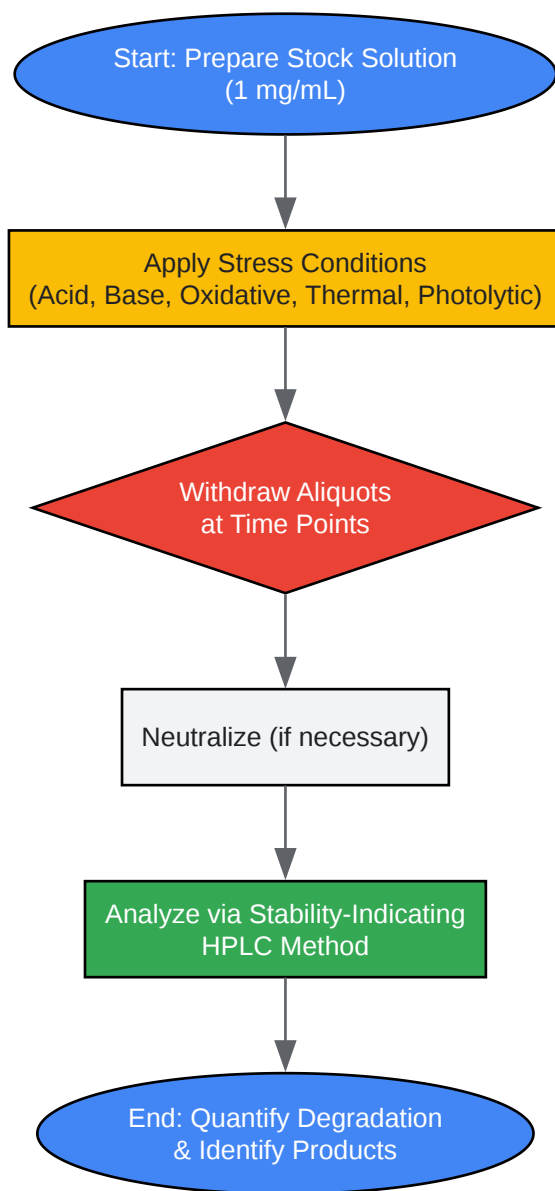 Start: Prepare Stock Solution
(1 mg/mL)
Apply Stress Conditions
(Acid, Base, Oxidative, Thermal, Photolytic)
Withdraw Aliquots
at Time Points
Neutralize (if necessary)
Analyze via Stability-Indicating
HPLC Method
End: Quantify Degradation
& Identify Products